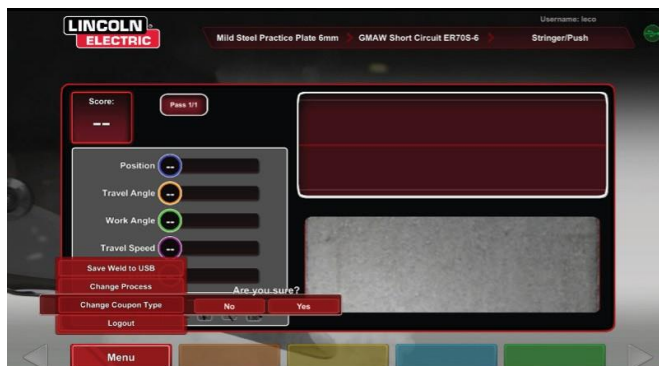 Username: leco
LINCOLN ®
ELECTRIC
Mild Steel Practice Plate 6mm
GMAW Short Circuit ER70S-6
Stringer/Push
Score:
--
Pass 1/1
Position --
Travel Angle --
Work Angle --
Travel Speed --
Save Weld to USB
Change Process
Are you sure?
Change Coupon Type
No
Yes
Logout
Menu